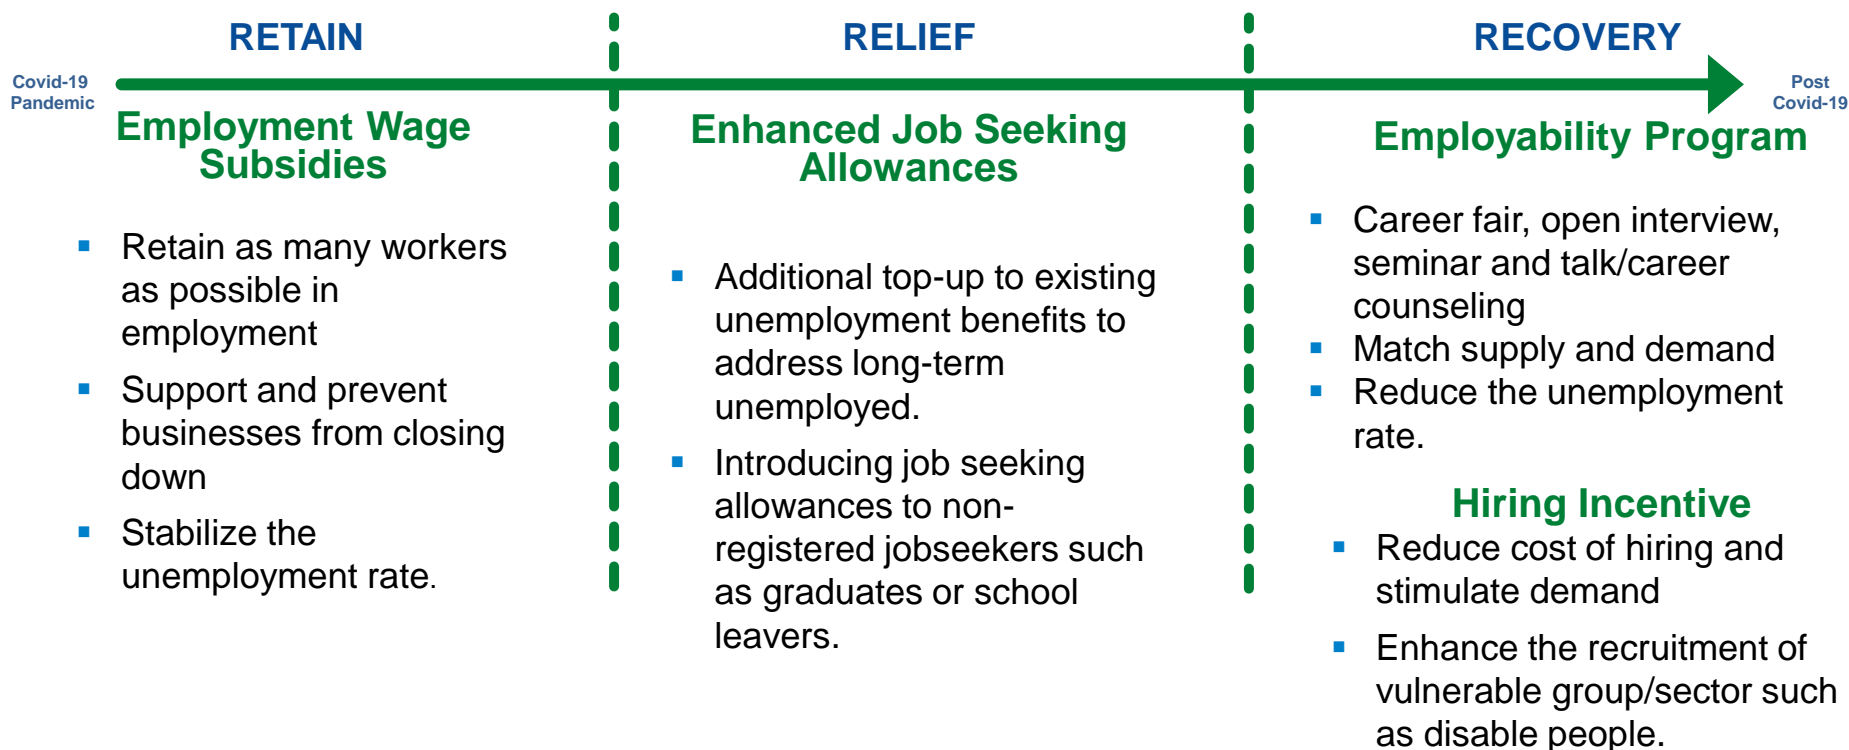 RETAIN
RELIEF
RECOVERY
Covid-19
Pandemic
Post
Covid-19
Employment Wage
Subsidies
▪ Retain as many workers
as possible in
employment
▪ Support and prevent
businesses from closing
down
▪ Stabilize the
unemployment rate.
Enhanced Job Seeking
Allowances
▪ Additional top-up to existing
unemployment benefits to
address long-term
unemployed.
▪ Introducing job seeking
allowances to non-
registered jobseekers such
as graduates or school
leavers.
Employability Program
▪ Career fair, open interview,
seminar and talk/career
counseling
▪ Match supply and demand
▪ Reduce the unemployment
rate.
Hiring Incentive
▪ Reduce cost of hiring and
stimulate demand
▪ Enhance the recruitment of
vulnerable group/sector such
as disable people.